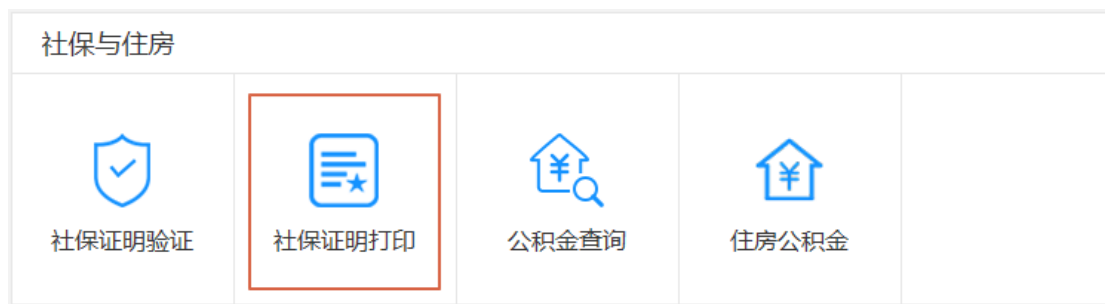 社保与住房
社保证明验证
社保证明打印
公积金查询
住房公积金